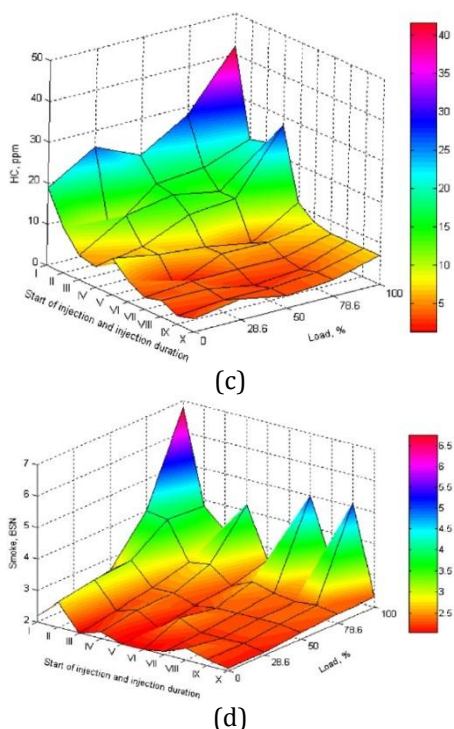 50
40
30
20
10
0
HC, ppm
I
II
III
IV
V
VI
VII
VIII
IX
X
Start of injection and injection duration
0
28.6
50
78.6
100
Load, %
40
35
30
25
20
15
10
5
(c)
7
6
5
4
3
2
Smoke, BSN
I
II
III
IV
V
VI
VII
VIII
IX
X
Start of injection and injection duration
0
28.6
50
78.6
100
Load, %
6.5
6
5.5
5
4.5
4
3.5
3
2.5
(d)